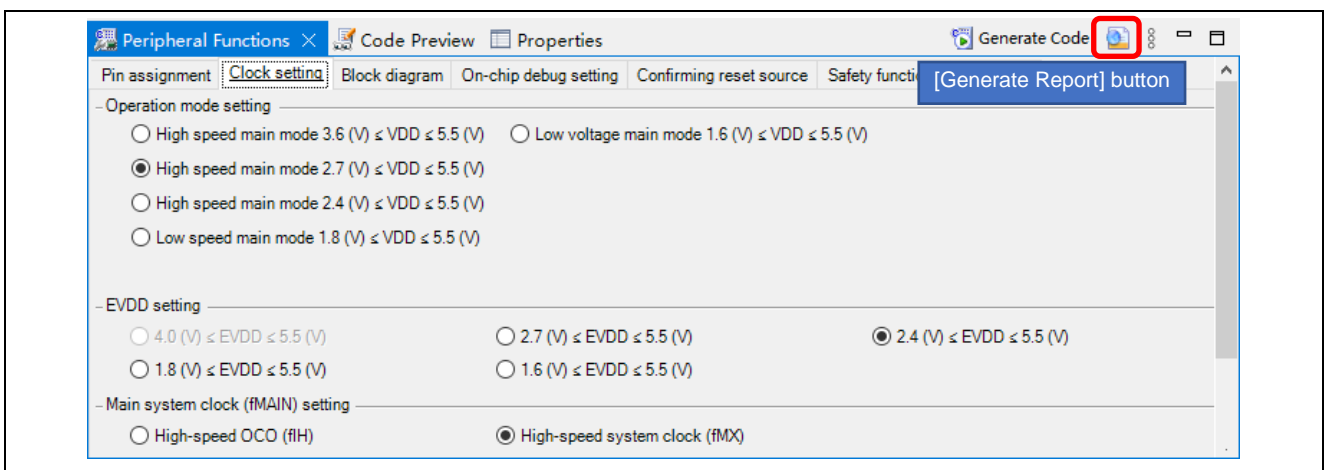 Peripheral Functions Code Preview Properties Generate Code
Pin assignment Clock setting Block diagram On-chip debug setting Confirming reset source Safety functi
[Generate Report] button
Operation mode setting
High speed main mode 3.6 (V) ≤ VDD ≤ 5.5 (V) Low voltage main mode 1.6 (V) ≤ VDD ≤ 5.5 (V)
High speed main mode 2.7 (V) ≤ VDD ≤ 5.5 (V)
High speed main mode 2.4 (V) ≤ VDD ≤ 5.5 (V)
Low speed main mode 1.8 (V) ≤ VDD ≤ 5.5 (V)
EVDD setting
4.0 (V) ≤ EVDD ≤ 5.5 (V) 2.7 (V) ≤ EVDD ≤ 5.5 (V) 2.4 (V) ≤ EVDD ≤ 5.5 (V)
1.8 (V) ≤ EVDD ≤ 5.5 (V) 1.6 (V) ≤ EVDD ≤ 5.5 (V)
Main system clock (fMAIN) setting
High-speed OCO (fIH) High-speed system clock (fMX)